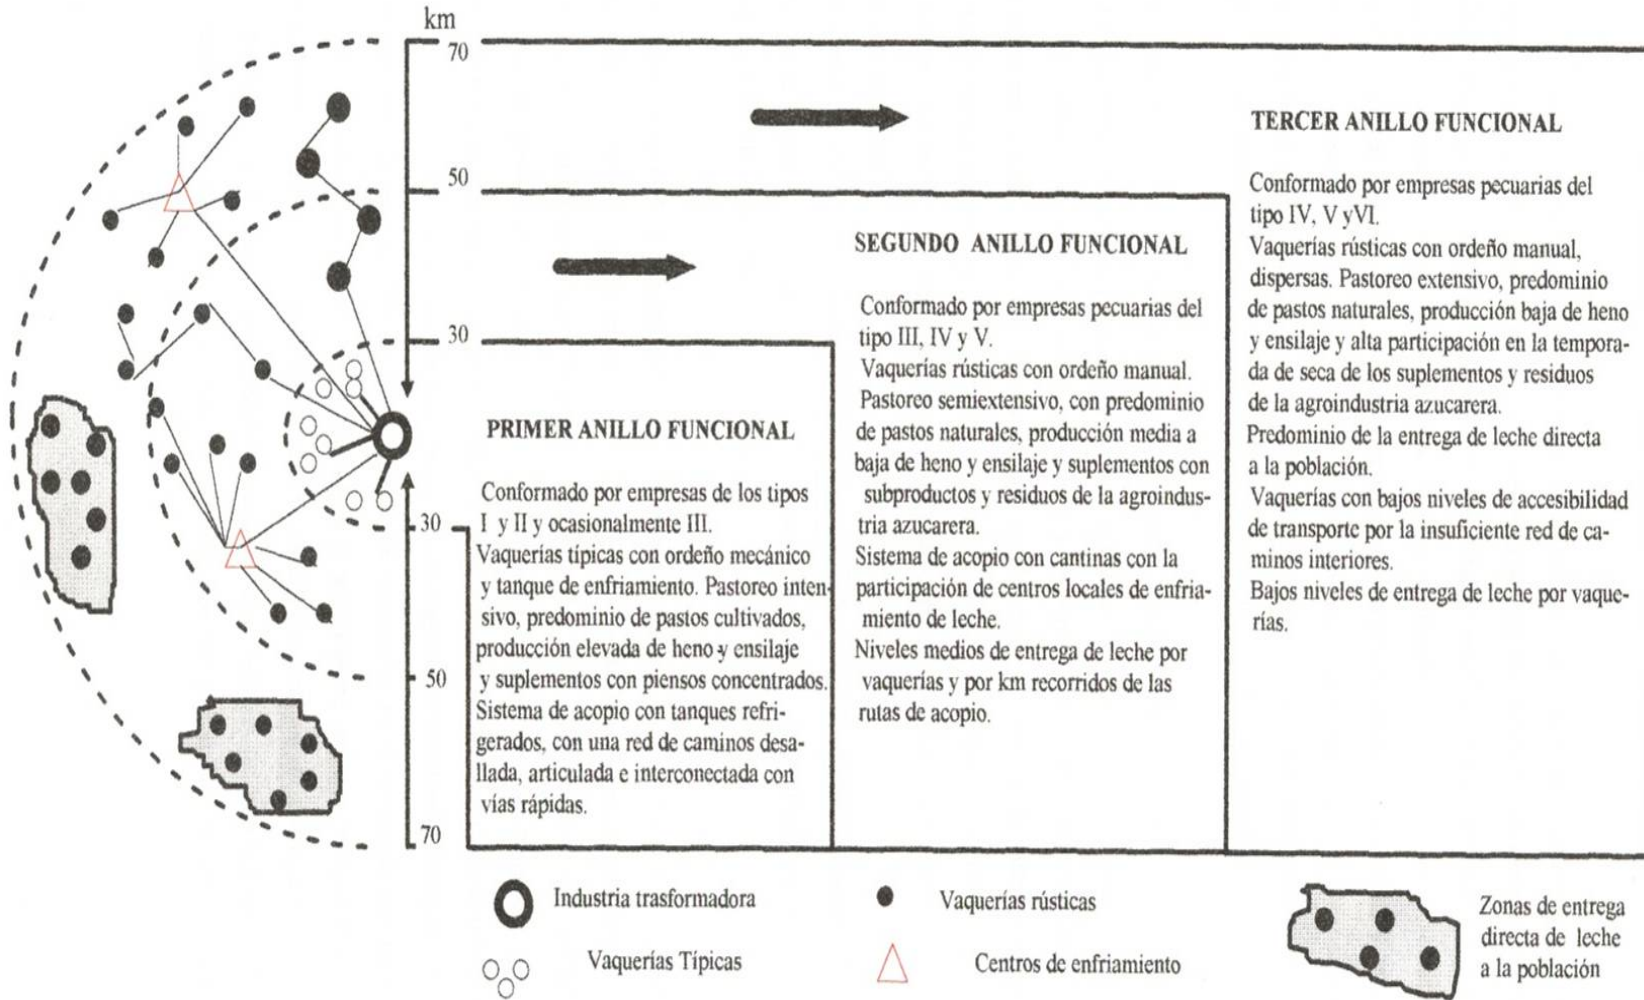 km
70
50
30
30
50
70
PRIMER ANILLO FUNCIONAL
Conformado por empresas de los tipos
I y II y ocasionalmente III.
Vaquerías típicas con ordeño mecánico
y tanque de enfriamiento. Pastoreo inten-
sivo, predominio de pastos cultivados,
producción elevada de heno y ensilaje
y suplementos con piensos concentrados.
Sistema de acopio con tanques refri-
gerados, con una red de caminos desa-
llada, articulada e interconectada con
vías rápidas.
SEGUNDO ANILLO FUNCIONAL
Conformado por empresas pecuarias del
tipo III, IV y V.
Vaquerías rústicas con ordeño manual.
Pastoreo semiextensivo, con predominio
de pastos naturales, producción media a
baja de heno y ensilaje y suplementos con
subproductos y residuos de la agroindus-
tria azucarera.
Sistema de acopio con cantinas con la
participación de centros locales de enfria-
miento de leche.
Niveles medios de entrega de leche por
vaquerías y por km recorridos de las
rutas de acopio.
TERCER ANILLO FUNCIONAL
Conformado por empresas pecuarias del
tipo IV, V yVI.
Vaquerías rústicas con ordeño manual,
dispersas. Pastoreo extensivo, predominio
de pastos naturales, producción baja de heno
y ensilaje y alta participación en la tempora-
da de seca de los suplementos y residuos
de la agroindustria azucarera.
Predominio de la entrega de leche directa
a la población.
Vaquerías con bajos niveles de accesibilidad
de transporte por la insuficiente red de ca-
minos interiores.
Bajos niveles de entrega de leche por vaque-
rías.
Industria trasformadora
Vaquerías Típicas
Vaquerías rústicas
Centros de enfriamiento
Zonas de entrega
directa de leche
a la población